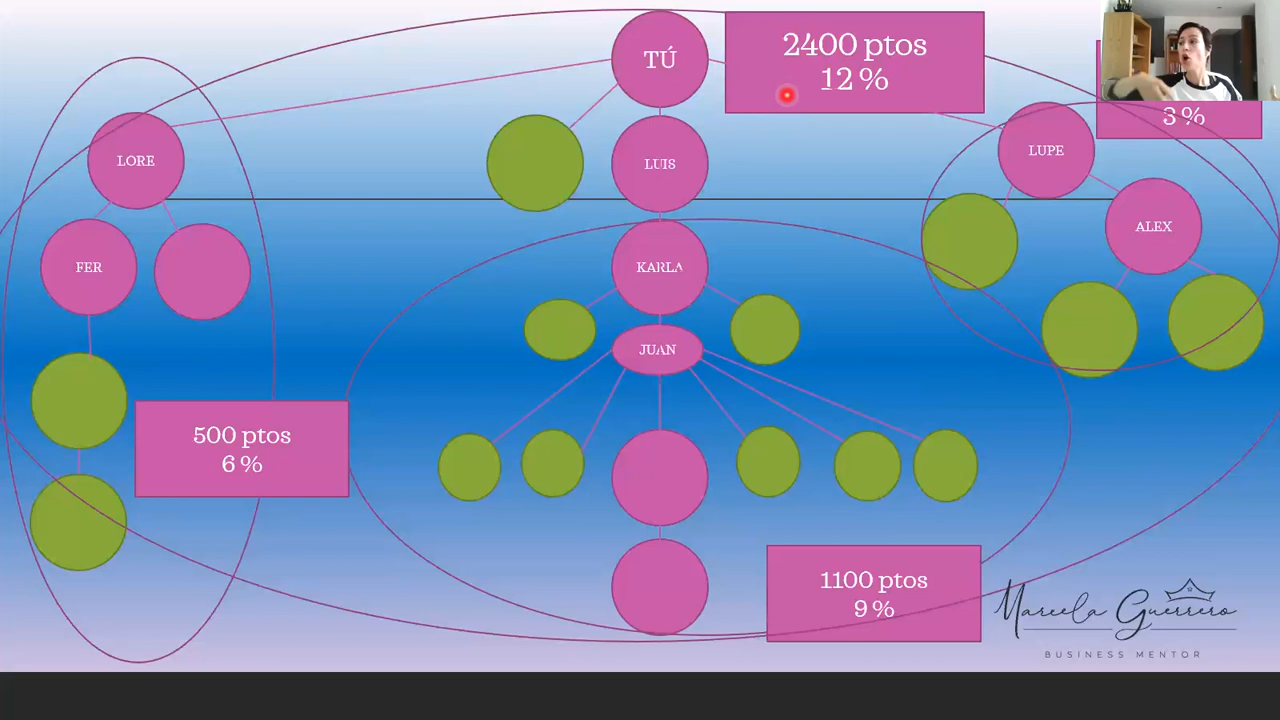 TÚ
2400 ptos
12 %
3 %
LORE
LUIS
LUPE
ALEX
FER
KARLA
JUAN
500 ptos
6 %
1100 ptos
9 %
Marcela Guerrero
BUSINESS MENTOR